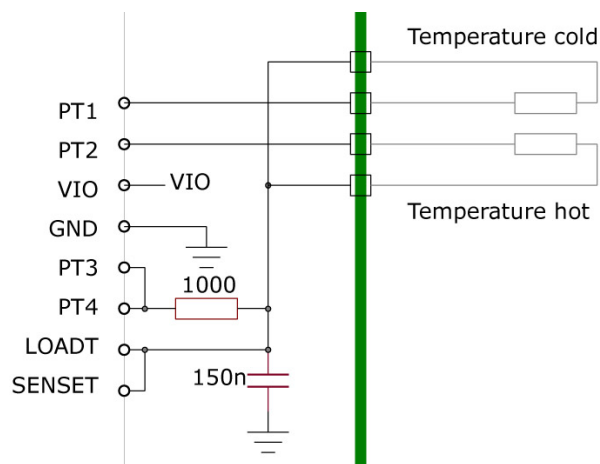 Temperature cold
PT1
PT2
VIO
VIO
Temperature hot
GND
PT3
1000
PT4
LOADT
150n
SENSET